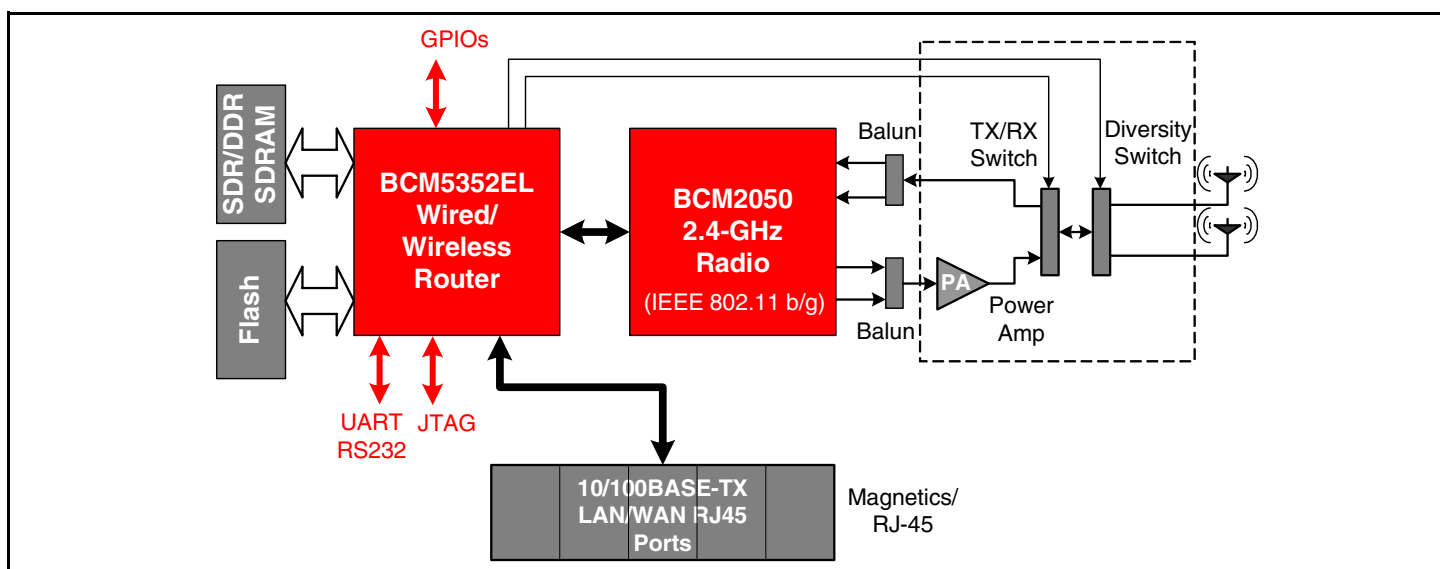 GPIOs
SDR/DDR
SDRAM
Flash
BCM5352EL
Wired/
Wireless
Router
BCM2050
2.4-GHz
Radio
(IEEE 802.11 b/g)
Balun
Balun
TX/RX
Switch
Diversity
Switch
PA
Power
Amp
UART
RS232
JTAG
10/100BASE-TX
LAN/WAN RJ45
Ports
Magnetics/
RJ-45